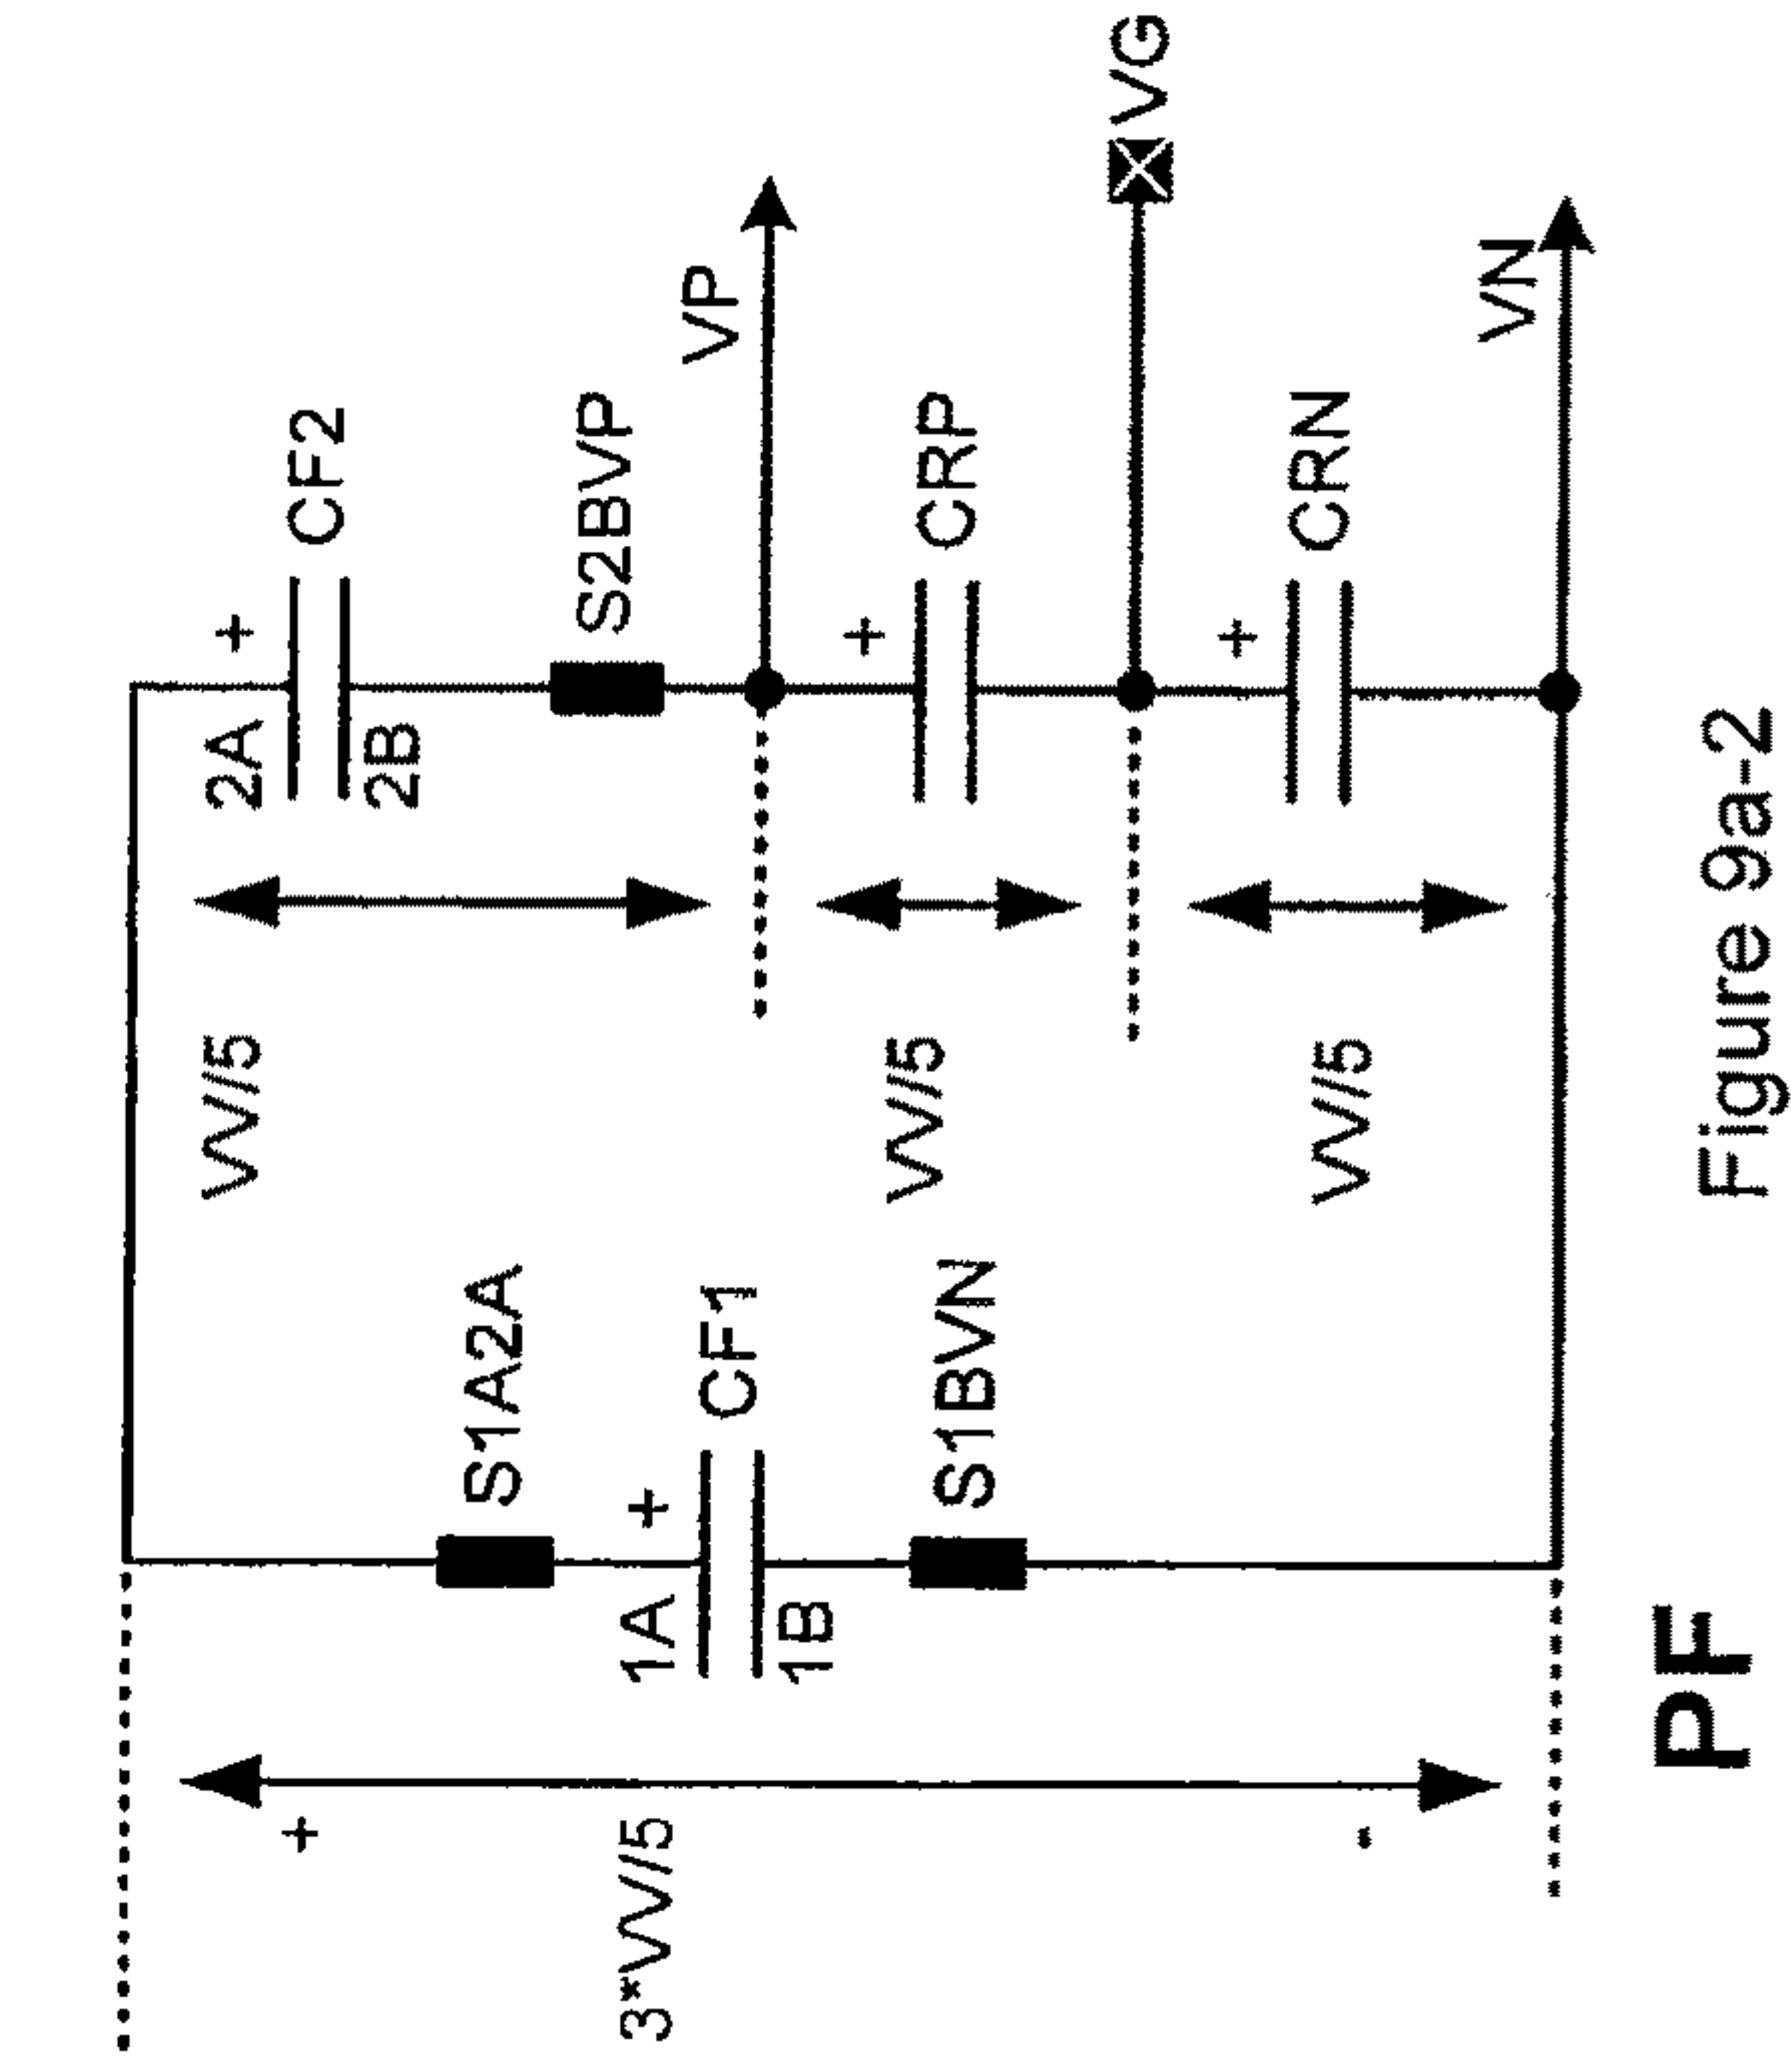 2A
+
CF2
2B
VV/5
S2BVP
VP
S1A2A
+
3*VV/5
-
1A
+
CF1
1B
S1BVN
+
CRP
VV/5
VG
+
CRN
VV/5
VN
PF
Figure 9a-2